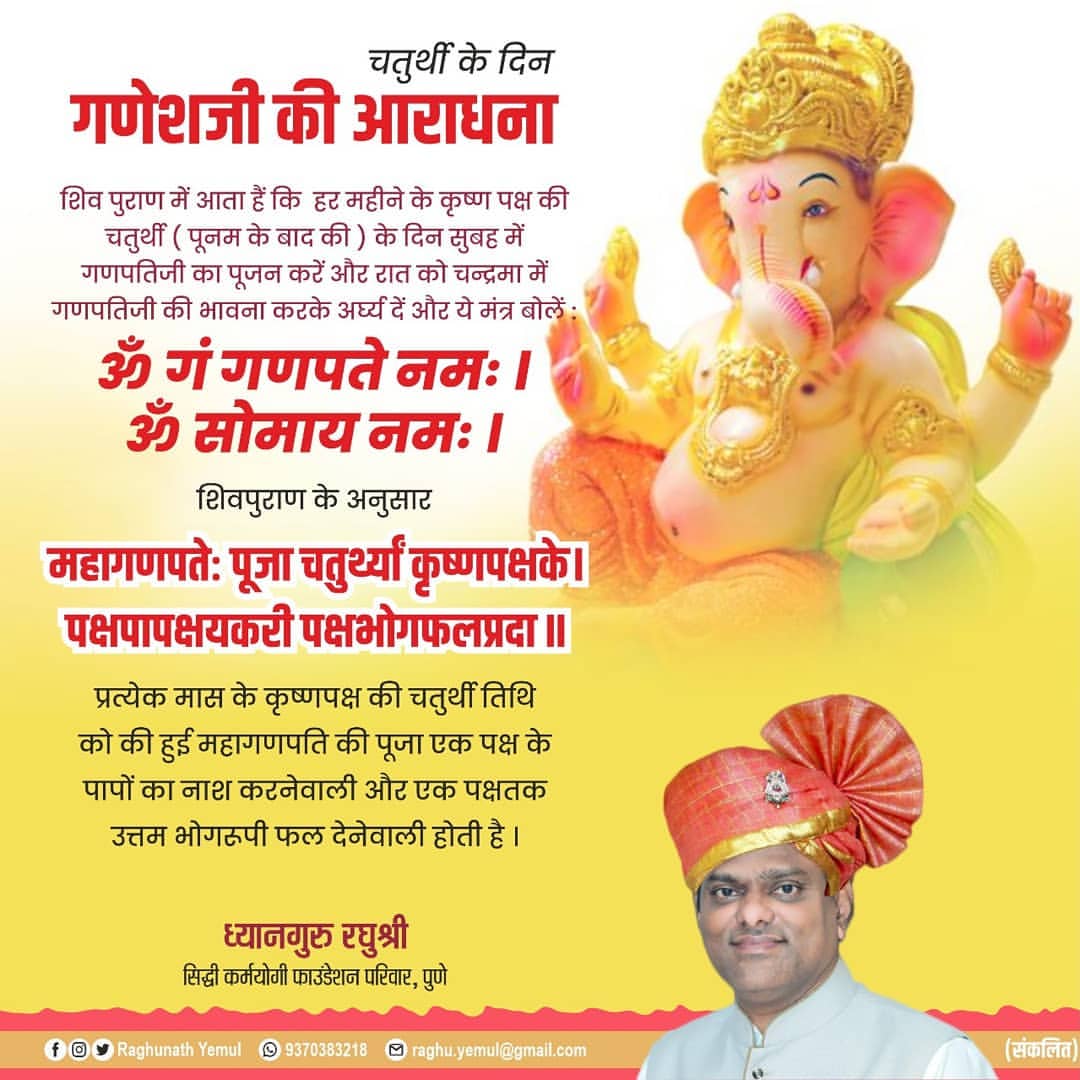 चतुर्थी के दिन
गणेशजी की आराधना
शिव पुराण में आता हैं कि हर महीने के कृष्ण पक्ष की
चतुर्थी ( पूनम के बाद की ) के दिन सुबह में
गणपतिजी का पूजन करें और रात को चन्द्रमा में
गणपतिजी की भावना करके अर्घ्य दें और ये मंत्र बोलें :
ॐ गं गणपते नमः ।
ॐ सोमाय नमः ।
शिवपुराण के अनुसार
महागणपतेः पूजा चतुर्थ्यां कृष्णपक्षके।
पक्षपापक्षयकरी पक्षभोगफलप्रदा ॥
प्रत्येक मास के कृष्णपक्ष की चतुर्थी तिथि
को की हुई महागणपति की पूजा एक पक्ष के
पापों का नाश करनेवाली और एक पक्षतक
उत्तम भोगरूपी फल देनेवाली होती है ।
ध्यानगुरु रघुश्री
सिद्धी कर्मयोगी फाउंडेशन परिवार, पुणे
Raghunath Yemul 9370383218 raghu.yemul@gmail.com (संकलित)